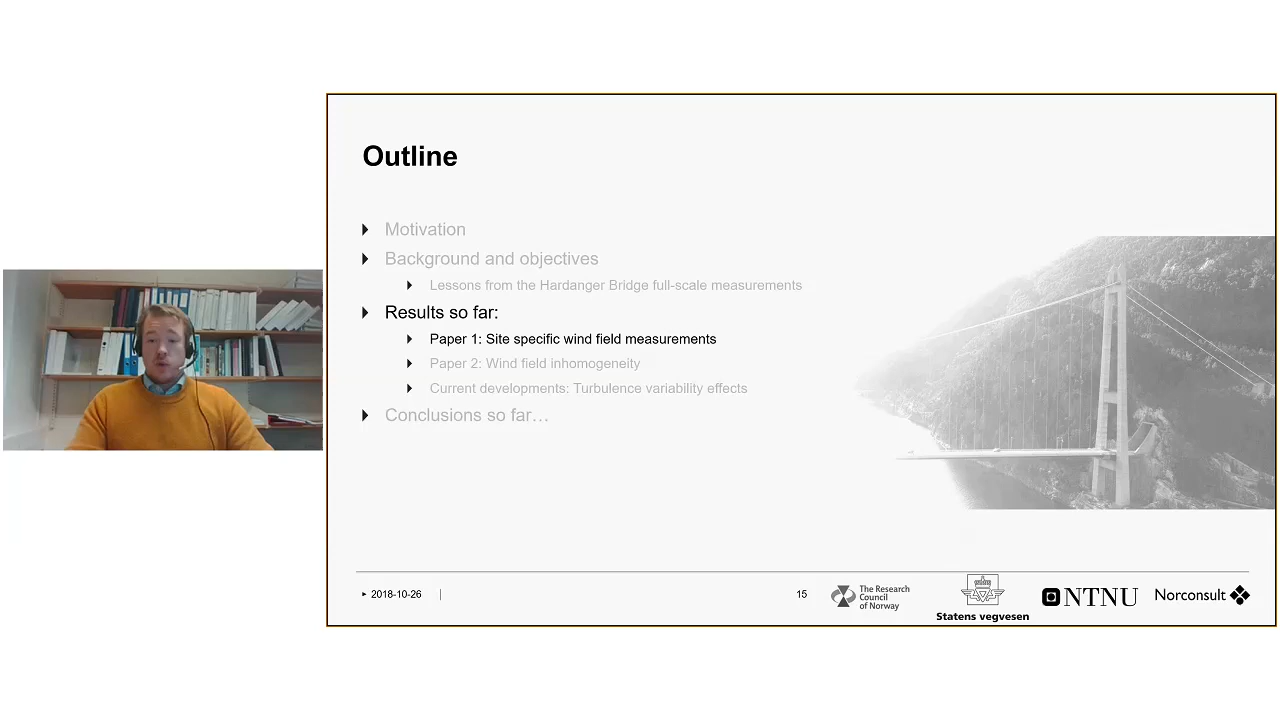 Outline
Motivation
Background and objectives
Lessons from the Hardanger Bridge full-scale measurements
Results so far:
Paper 1: Site specific wind field measurements
Paper 2: Wind field inhomogeneity
Current developments: Turbulence variability effects
Conclusions so far…
2018-10-26
15
The Research
Council
of Norway
Statens vegvesen
NTNU
Norconsult